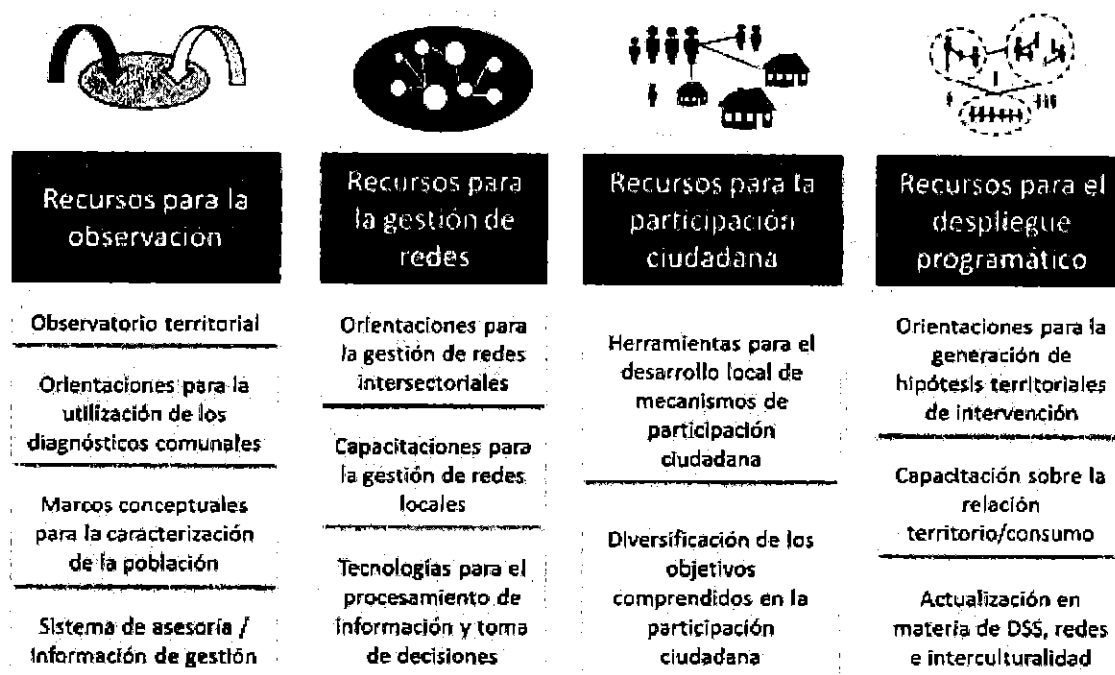 Recursos para la
observación
Observatorio territorial
Orientaciones para la
utilización de los
diagnósticos comunales
Marcos conceptuales
para la caracterización
de la población
Sistema de asesoría /
información de gestión
Recursos para
la gestión de
redes
Orientaciones para
la gestión de redes
intersectoriales
Capacitaciones para
la gestión de redes
locales
Tecnologías para el
procesamiento de
información y toma
de decisiones
Recursos para la
participación
ciudadana
Herramientas para el
desarrollo local de
mecanismos de
participación
ciudadana
Diversificación de los
objetivos
comprendidos en la
participación
ciudadana
Recursos para el
despliegue
programático
Orientaciones para la
generación de
hipótesis territoriales
de intervención
Capacitación sobre la
relación
territorio/consumo
Actualización en
materia de DSS, redes
e interculturalidad